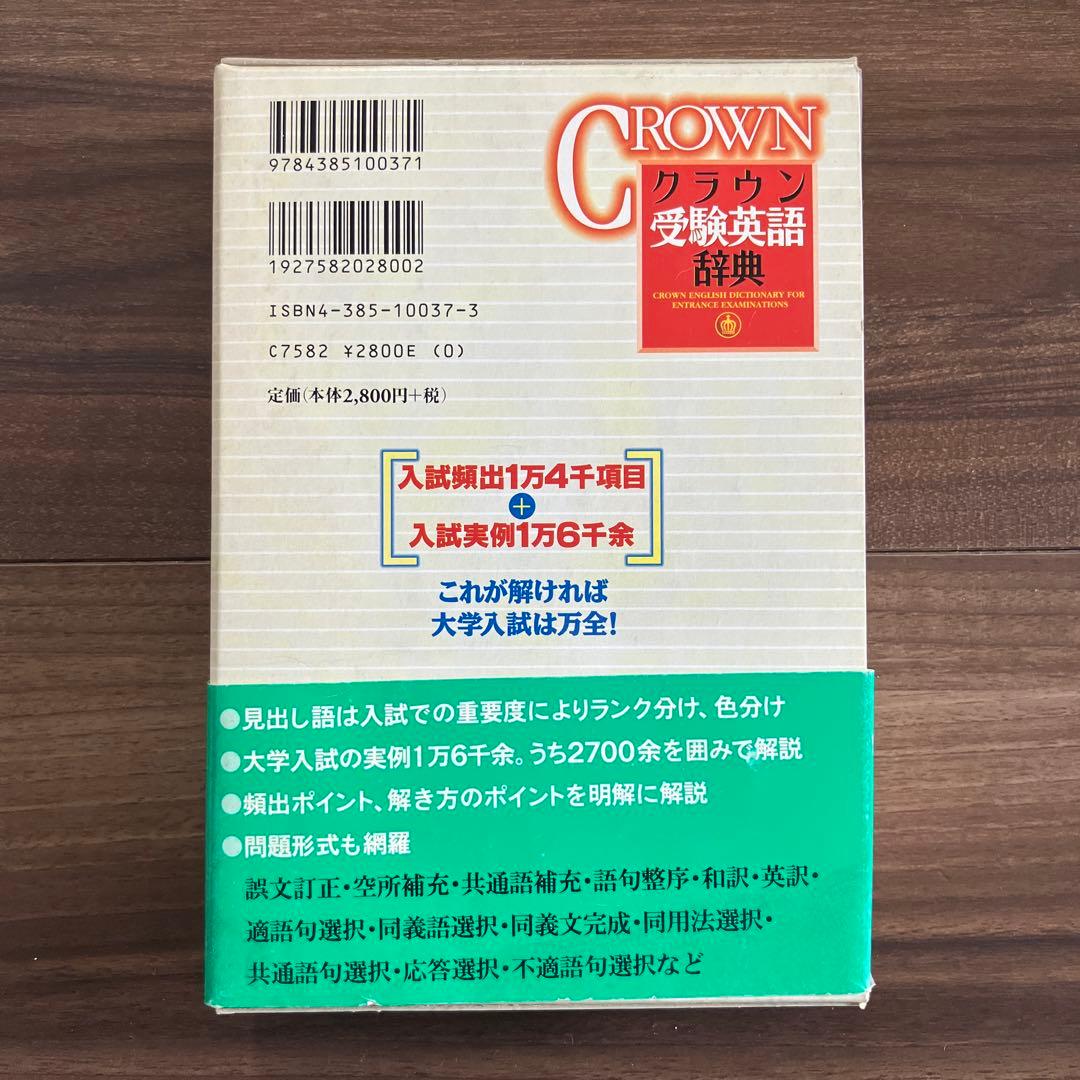 9784385100371
1927582028002
ISBN4-385-10037-3
C7582 ¥2800E (0)
定価(本体2,800円+税)
CROWN
クラウン
受験英語
辞典
CROWN ENGLISH DICTIONARY FOR
ENTRANCE EXAMINATIONS
入試頻出1万4千項目
+
入試実例1万6千余
これが解ければ
大学入試は万全!
●見出し語は入試での重要度によりランク分け、色分け
●大学入試の実例1万6千余。うち2700余を囲みで解説
●頻出ポイント、解き方のポイントを明解に解説
●問題形式も網羅
誤文訂正・空所補充・共通語補充・語句整序・和訳・英訳・
適語句選択・同義語選択・同義文完成・同用法選択・
共通語句選択・応答選択・不適語句選択など